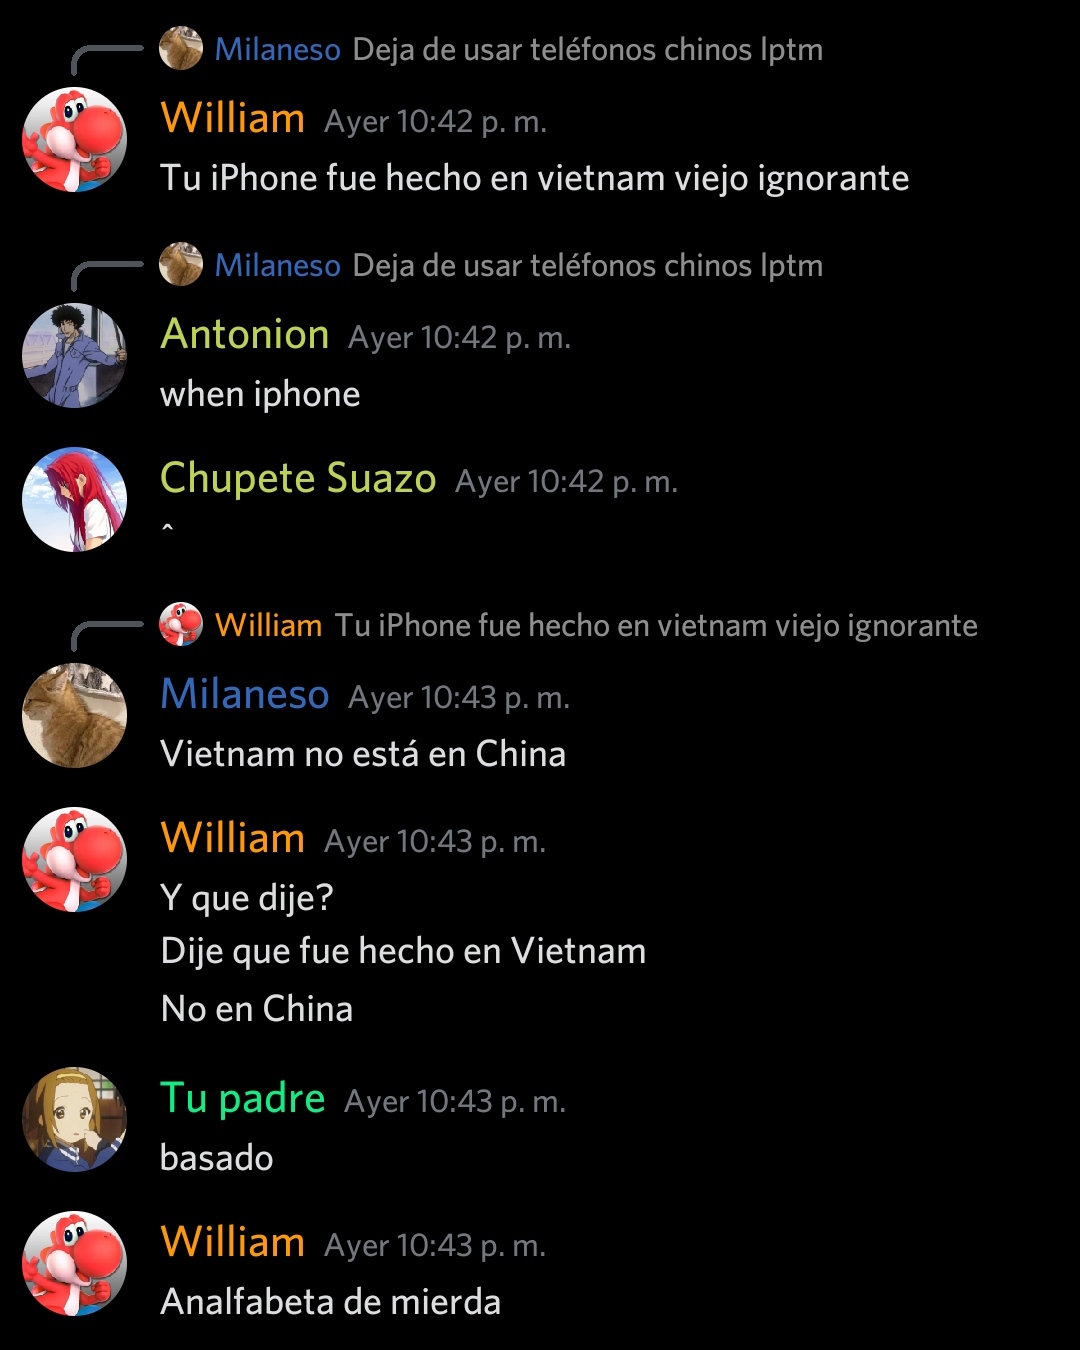 Milaneso Deja de usar teléfonos chinos lptm
William Ayer 10:42 p. m.
Tu iPhone fue hecho en vietnam viejo ignorante
Milaneso Deja de usar teléfonos chinos lptm
Antonion Ayer 10:42 p. m.
when iphone
Chupete Suazo Ayer 10:42 p. m.
^
William Tu iPhone fue hecho en vietnam viejo ignorante
Milaneso Ayer 10:43 p. m.
Vietnam no está en China
William Ayer 10:43 p. m.
Y que dije?
Dije que fue hecho en Vietnam
No en China
Tu padre Ayer 10:43 p. m.
basado
William Ayer 10:43 p. m.
Analfabeta de mierda